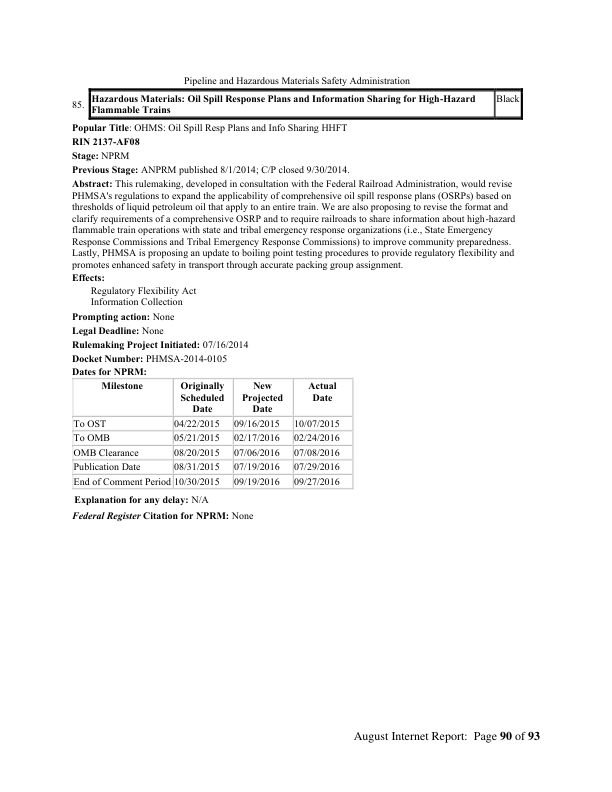 Pipeline and Hazardous Materials Safety Administration
85. Hazardous Materials: Oil Spill Response Plans and Information Sharing for High-Hazard Black
Flammable Trains
Popular Title: OHMS: Oil Spill Resp Plans and Info Sharing HHFT
RIN 2137-AF08
Stage: NPRM
Previous Stage: ANPRM published 8/1/2014; C/P closed 9/30/2014.
Abstract: This rulemaking, developed in consultation with the Federal Railroad Administration, would revise
PHMSA's regulations to expand the applicability of comprehensive oil spill response plans (OSRPs) based on
thresholds of liquid petroleum oil that apply to an entire train. We are also proposing to revise the format and
clarify requirements of a comprehensive OSRP and to require railroads to share information about high-hazard
flammable train operations with state and tribal emergency response organizations (i.e., State Emergency
Response Commissions and Tribal Emergency Response Commissions) to improve community preparedness.
Lastly, PHMSA is proposing an update to boiling point testing procedures to provide regulatory flexibility and
promotes enhanced safety in transport through accurate packing group assignment.
Effects:
Regulatory Flexibility Act
Information Collection
Prompting action: None
Legal Deadline: None
Rulemaking Project Initiated: 07/16/2014
Docket Number: PHMSA-2014-0105
Dates for NPRM:
Milestone Originally New Actual
Scheduled Projected Date
Date Date
To OST 04/22/2015 09/16/2015 10/07/2015
To OMB 05/21/2015 02/17/2016 02/24/2016
OMB Clearance 08/20/2015 07/06/2016 07/08/2016
Publication Date 08/31/2015 07/19/2016 07/29/2016
End of Comment Period 10/30/2015 09/19/2016 09/27/2016
Explanation for any delay: N/A
Federal Register Citation for NPRM: None
August Internet Report: Page 90 of 93